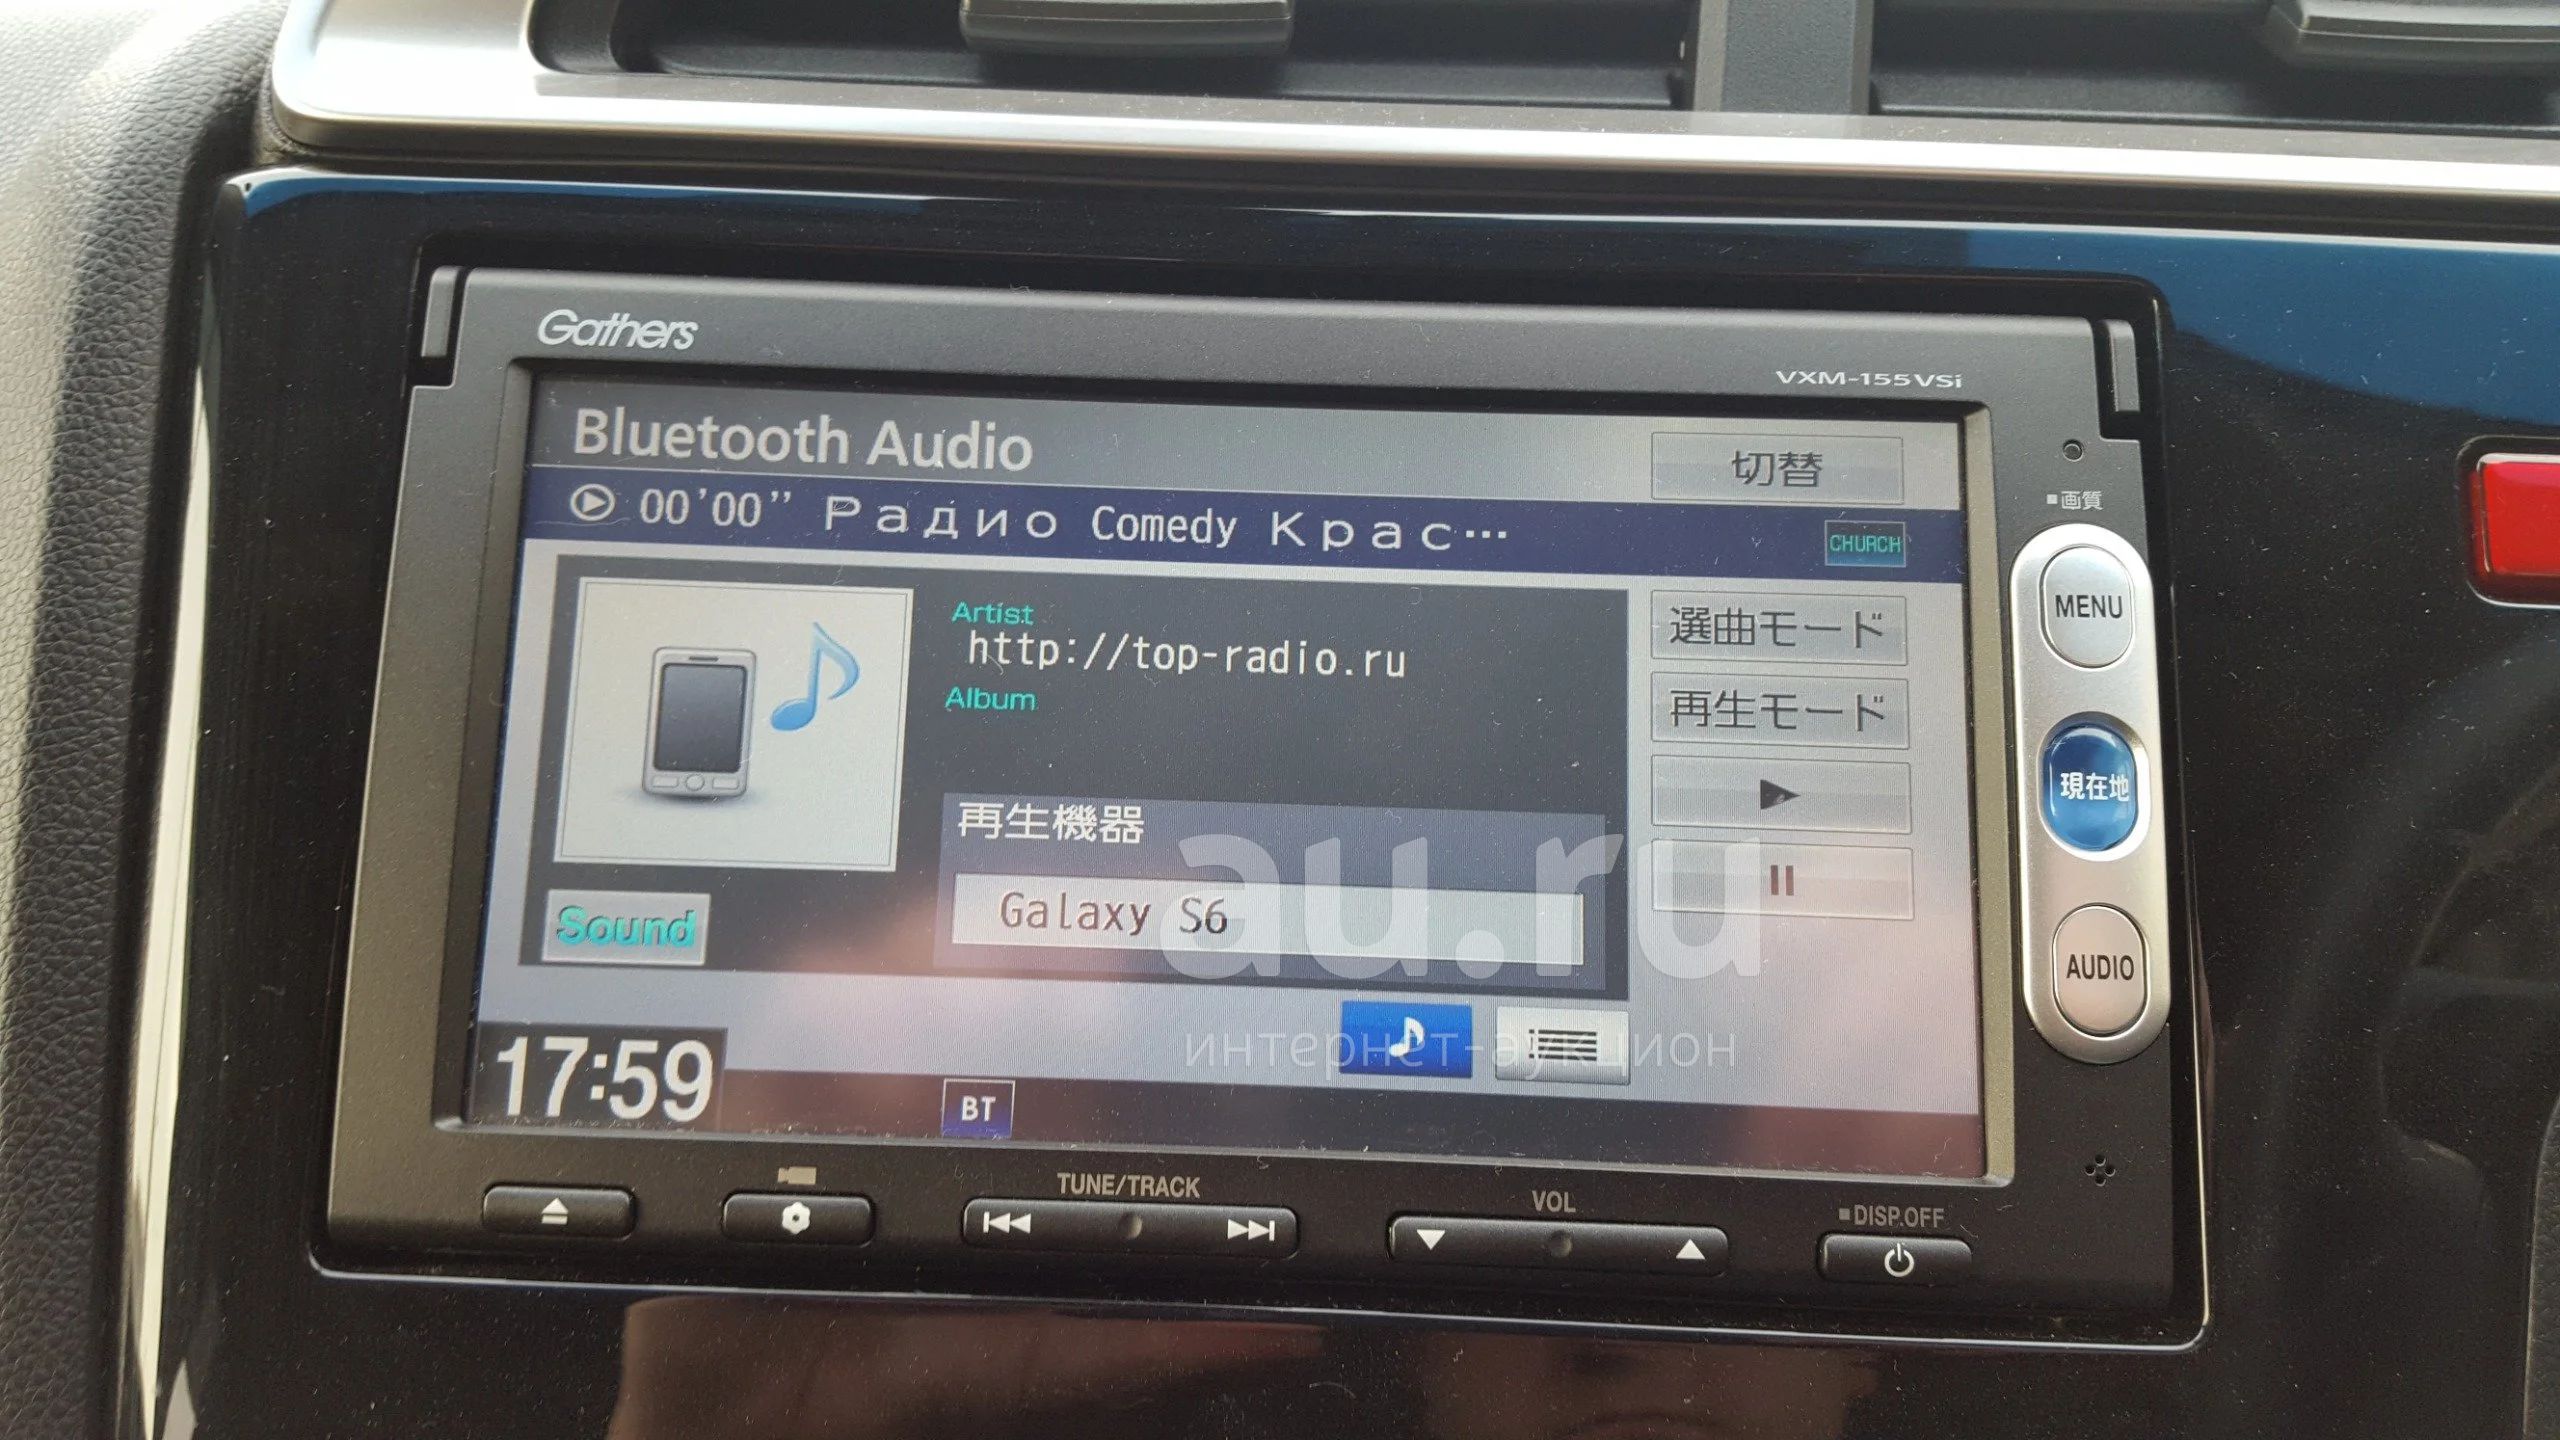 Gathers
VXM-155VSi
Bluetooth Audio
切替
00'00" Радио Comedy Крас…
CHURCH
■画質
MENU
Artist
http://top-radio.ru
Album
選曲モード
再生モード
現在地
再生機器
Galaxy S6
au.ru
Sound
AUDIO
интернет-аукцион
17:59
BT
TUNE/TRACK
VOL
■DISP.OFF